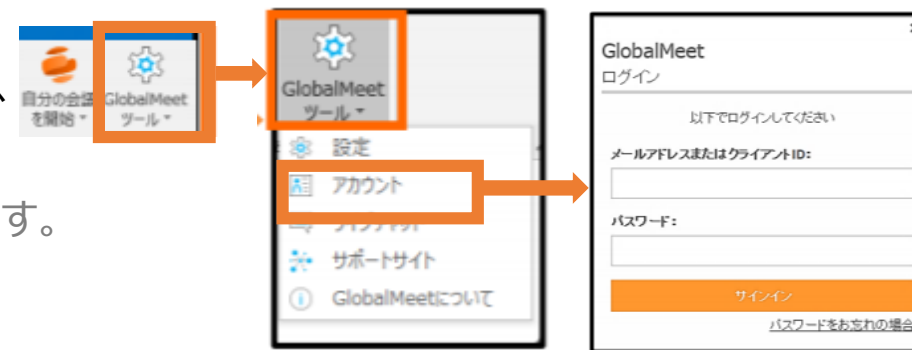 自分の会議
を開始
GlobalMeet
ツール
す。
GlobalMeet
ツール
設定
アカウント
サポートサイト
GlobalMeetについて
GlobalMeet
ログイン
以下でログインしてください
メールアドレスまたはクライアントID:
パスワード:
サインイン
パスワードをお忘れの場合